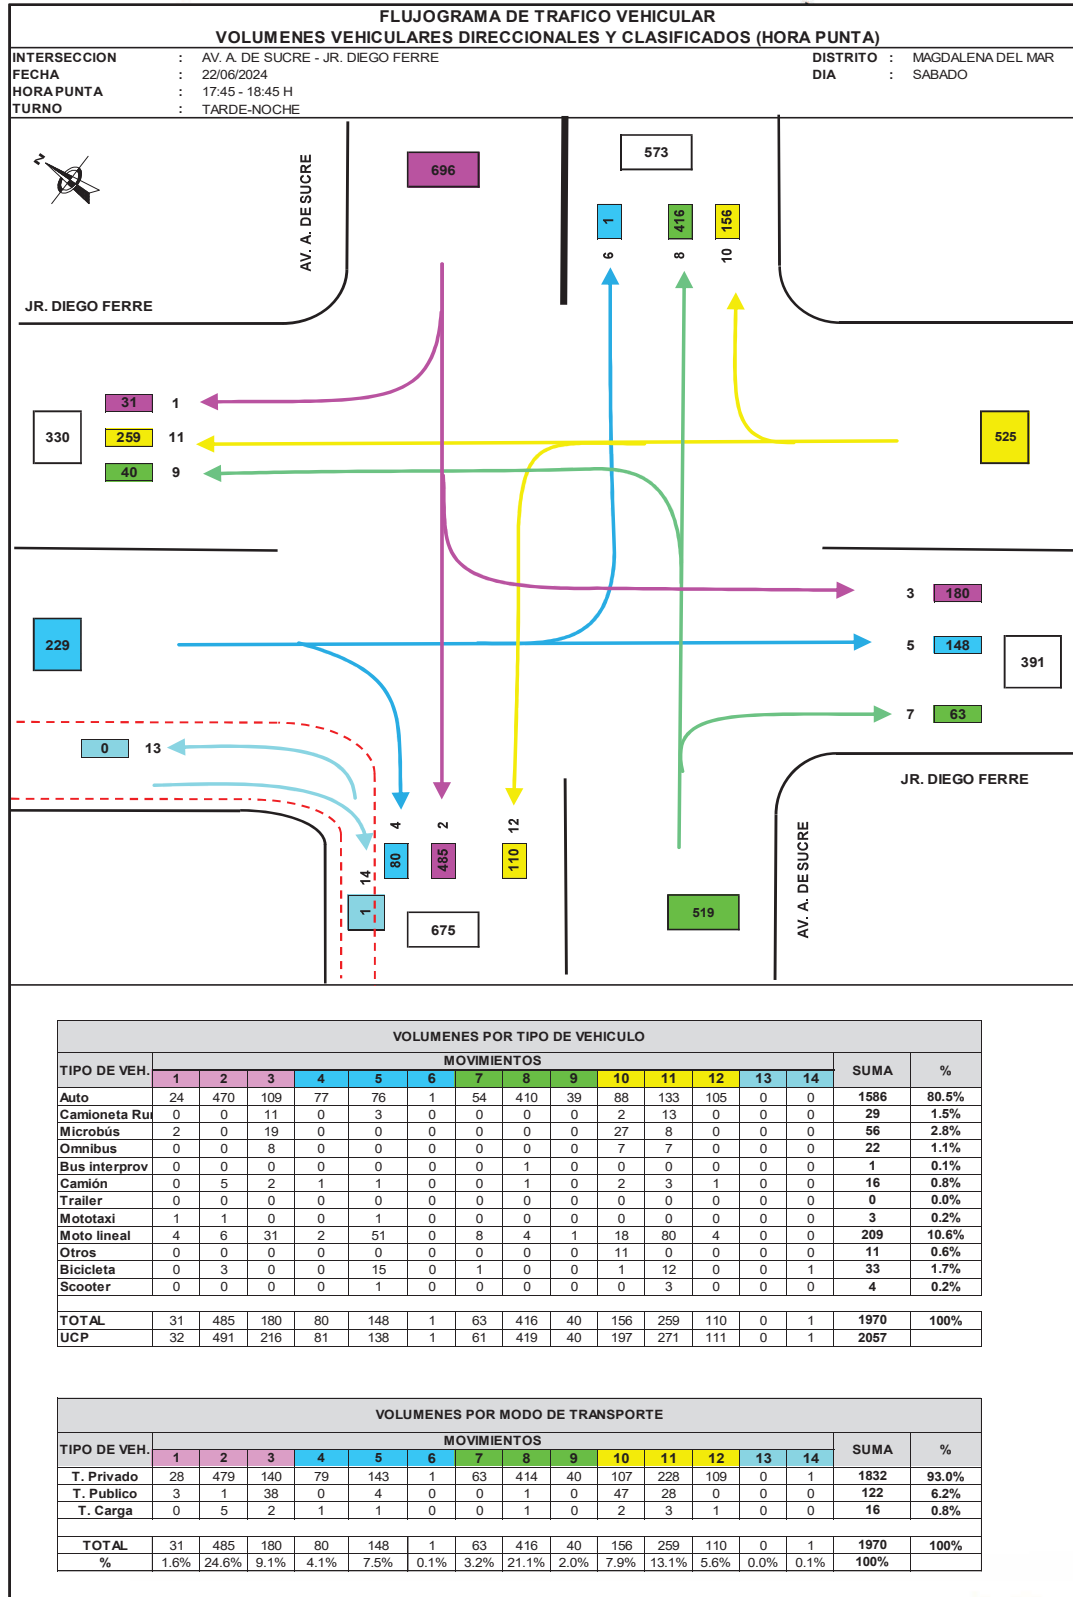 FLUJOGRAMA DE TRAFICO VEHICULAR
VOLUMENES VEHICULARES DIRECCIONALES Y CLASIFICADOS (HORA PUNTA)
INTERSECCION : AV. A. DE SUCRE - JR. DIEGO FERRE DISTRITO : MAGDALENA DEL MAR
FECHA : 22/06/2024 DIA : SABADO
HORA PUNTA : 17:45 - 18:45 H
TURNO : TARDE-NOCHE
N
AV. A. DE SUCRE
696
573
1 416 156
6 8 10
JR. DIEGO FERRE
31 1
330 259 11
40 9
525
3 180
229
5 148
391
7 63
0 13
JR. DIEGO FERRE
4 2 12
80 485 110
14
1
675
519
AV. A. DE SUCRE
VOLUMENES POR TIPO DE VEHICULO
TIPO DE VEH. MOVIMIENTOS SUMA %
1 2 3 4 5 6 7 8 9 10 11 12 13 14
Auto 24 470 109 77 76 1 54 410 39 88 133 105 0 0 1586 80.5%
Camioneta Rur 0 0 11 0 3 0 0 0 0 2 13 0 0 0 29 1.5%
Microbús 2 0 19 0 0 0 0 0 0 27 8 0 0 0 56 2.8%
Omnibus 0 0 8 0 0 0 0 0 0 7 7 0 0 0 22 1.1%
Bus interprov 0 0 0 0 0 0 0 1 0 0 0 0 0 0 1 0.1%
Camión 0 5 2 1 1 0 0 1 0 2 3 1 0 0 16 0.8%
Trailer 0 0 0 0 0 0 0 0 0 0 0 0 0 0 0 0.0%
Mototaxi 1 1 0 0 1 0 0 0 0 0 0 0 0 0 3 0.2%
Moto lineal 4 6 31 2 51 0 8 4 1 18 80 4 0 0 209 10.6%
Otros 0 0 0 0 0 0 0 0 0 11 0 0 0 0 11 0.6%
Bicicleta 0 3 0 0 15 0 1 0 0 1 12 0 0 1 33 1.7%
Scooter 0 0 0 0 1 0 0 0 0 0 3 0 0 0 4 0.2%
TOTAL 31 485 180 80 148 1 63 416 40 156 259 110 0 1 1970 100%
UCP 32 491 216 81 138 1 61 419 40 197 271 111 0 1 2057
VOLUMENES POR MODO DE TRANSPORTE
TIPO DE VEH. MOVIMIENTOS SUMA %
1 2 3 4 5 6 7 8 9 10 11 12 13 14
T. Privado 28 479 140 79 143 1 63 414 40 107 228 109 0 1 1832 93.0%
T. Publico 3 1 38 0 4 0 0 1 0 47 28 0 0 0 122 6.2%
T. Carga 0 5 2 1 1 0 0 1 0 2 3 1 0 0 16 0.8%
TOTAL 31 485 180 80 148 1 63 416 40 156 259 110 0 1 1970 100%
% 1.6% 24.6% 9.1% 4.1% 7.5% 0.1% 3.2% 21.1% 2.0% 7.9% 13.1% 5.6% 0.0% 0.1% 100%